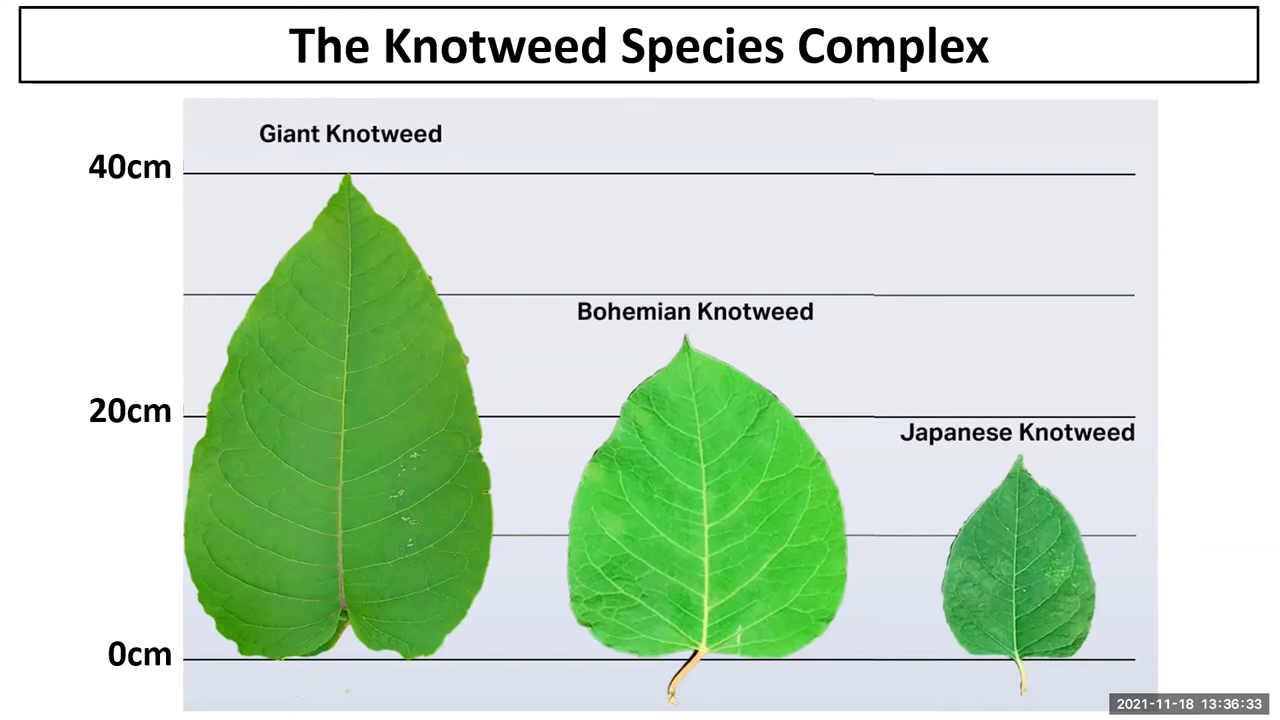 The Knotweed Species Complex
Giant Knotweed
40cm
Bohemian Knotweed
20cm
Japanese Knotweed
0cm
2021-11-18 13:36:33